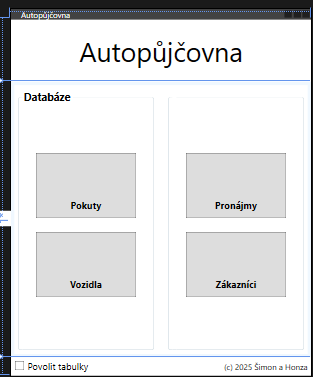 Autopůjčovna
Autopůjčovna
Databáze
Pokuty
Pronájmy
Vozidla
Zákazníci
Povolit tabulky
(c) 2025 Šimon a Honza